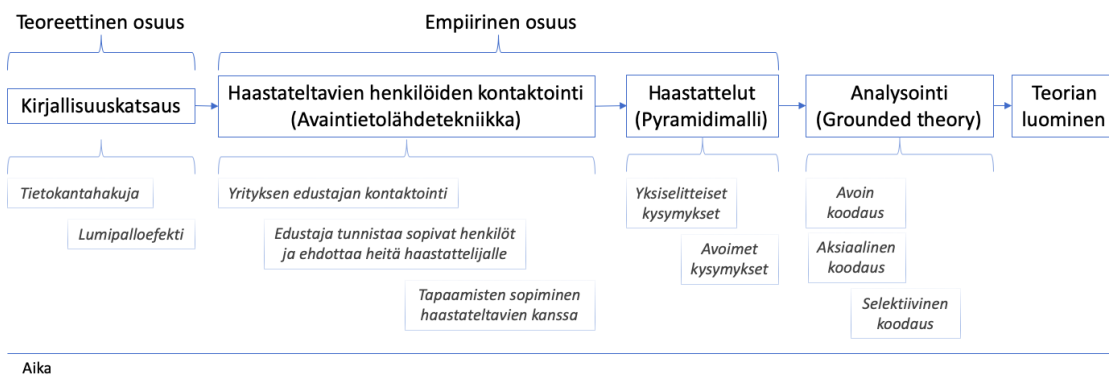 Teoreettinen osuus
Empiirinen osuus
Kirjallisuuskatsaus
Haastateltavien henkilöiden kontaktointi
(Avaintietolähdetekniikka)
Haastattelut
(Pyramidimalli)
Analysointi
(Grounded theory)
Teorian
luominen
Tietokantahakuja
Lumipalloefekti
Yrityksen edustajan kontaktointi
Edustaja tunnistaa sopivat henkilöt
ja ehdottaa heitä haastattelijalle
Tapaamisten sopiminen
haastateltavien kanssa
Yksiselitteiset
kysymykset
Avoimet
kysymykset
Avoin
koodaus
Aksiaalinen
koodaus
Selektiivinen
koodaus
Aika